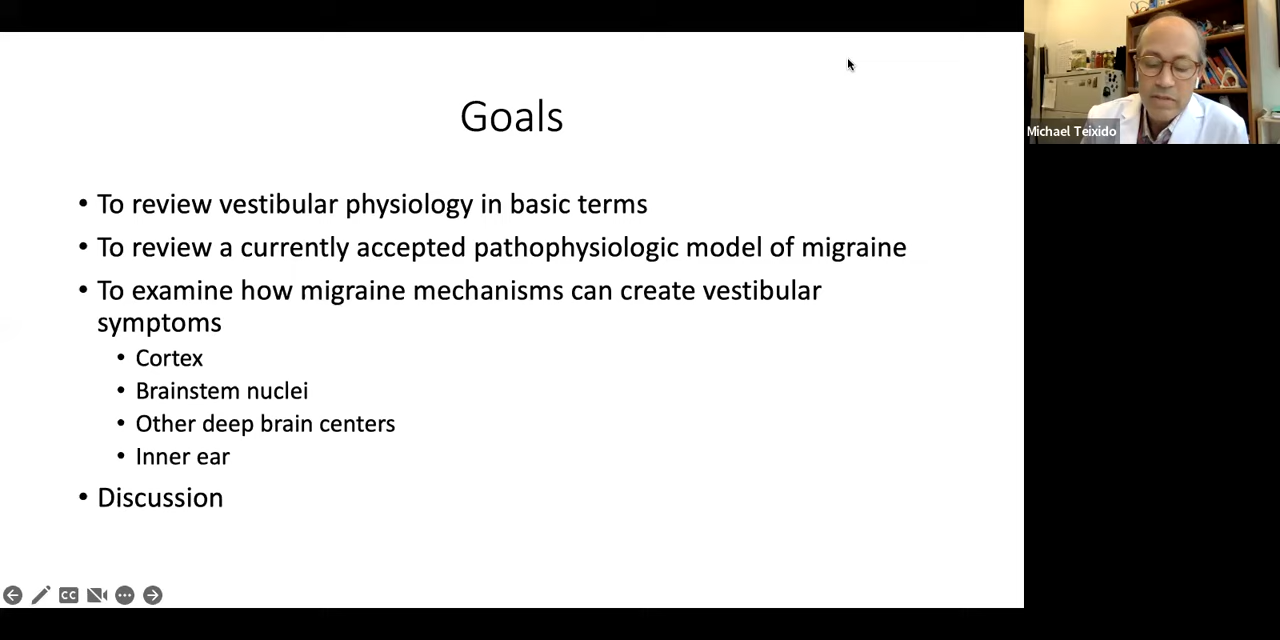 Goals
• To review vestibular physiology in basic terms
• To review a currently accepted pathophysiologic model of migraine
• To examine how migraine mechanisms can create vestibular
symptoms
• Cortex
• Brainstem nuclei
• Other deep brain centers
• Inner ear
• Discussion
Michael Teixido
CC